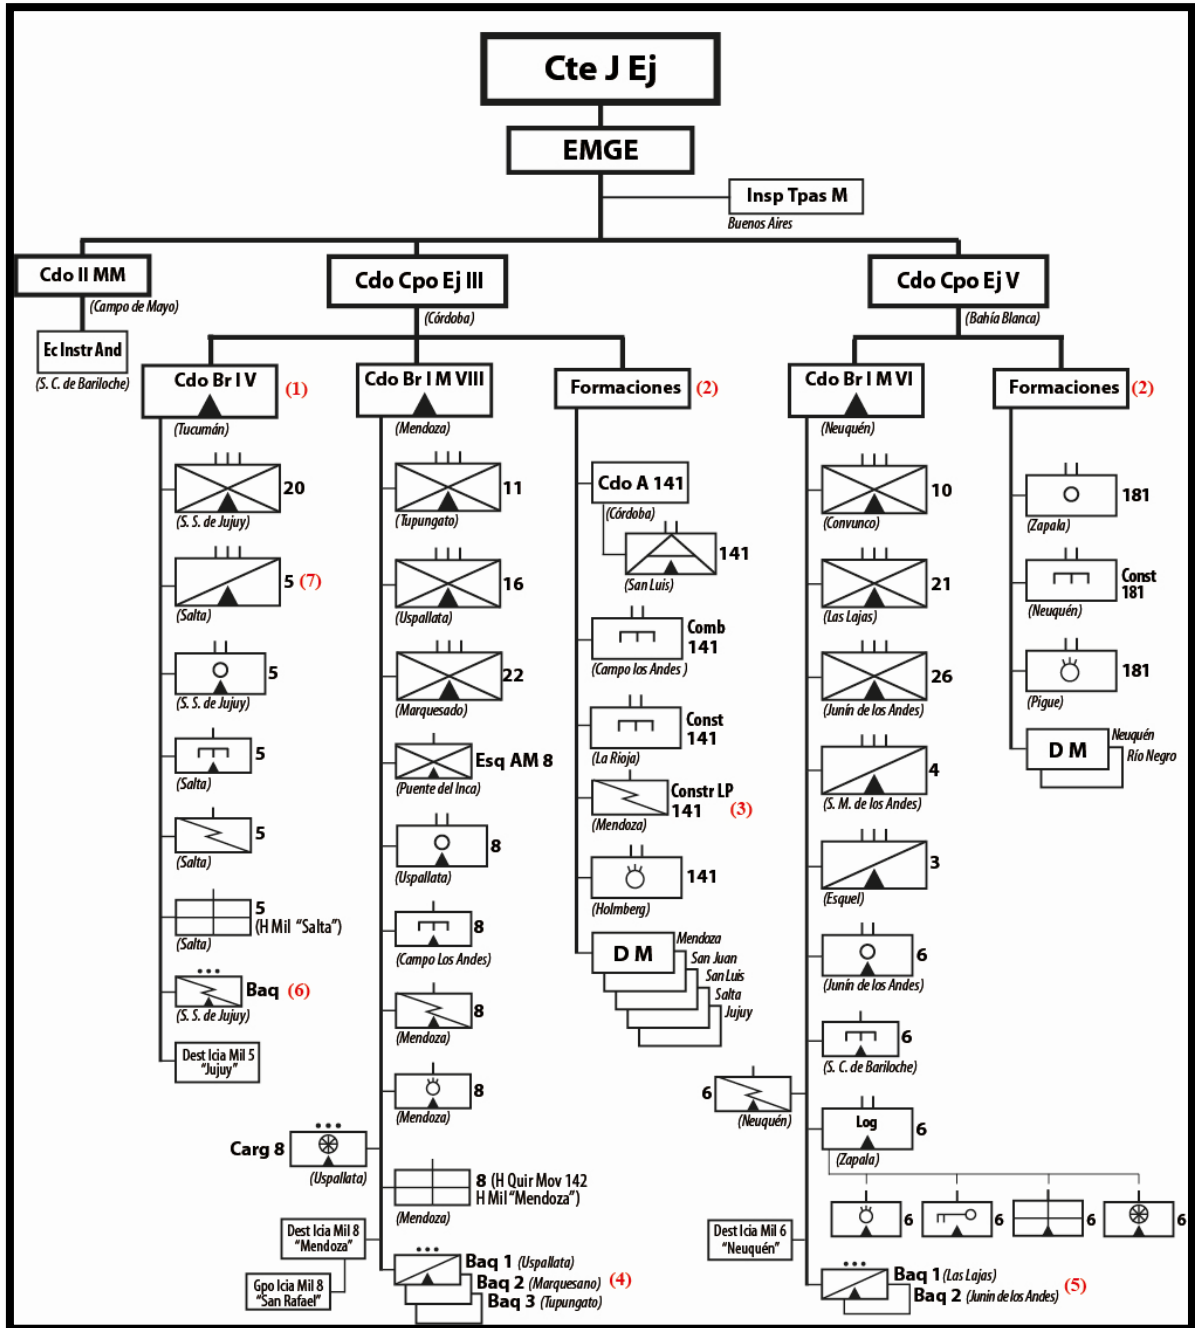 Cte J Ej
EMGE
Insp Tpas M
Buenos Aires
Cdo II MM
(Campo de Mayo)
Ec Instr And
(S. C. de Bariloche)
Cdo Cpo Ej III
(Córdoba)
Cdo Cpo Ej V
(Bahía Blanca)
Cdo Br I V
(1)
(Tucumán)
20
(S. S. de Jujuy)
5 (7)
(Salta)
5
(S. S. de Jujuy)
5
(Salta)
5
(Salta)
5
(H Mil “Salta”)
(Salta)
Baq (6)
(S. S. de Jujuy)
Dest Icia Mil 5
“Jujuy”
Cdo Br I M VIII
(Mendoza)
11
(Tupungato)
16
(Uspallata)
22
(Marquesado)
Esq AM 8
(Puente del Inca)
8
(Uspallata)
8
(Campo Los Andes)
8
(Mendoza)
8
(Mendoza)
Carg 8
(Uspallata)
8 (H Quir Mov 142
H Mil “Mendoza”)
(Mendoza)
Dest Icia Mil 8
“Mendoza”
Gpo Icia Mil 8
“San Rafael”
Baq 1 (Uspallata)
Baq 2 (Marquesano) (4)
Baq 3 (Tupungato)
Formaciones (2)
Cdo A 141
(Córdoba)
141
(San Luis)
Comb
141
(Campo los Andes )
Const
141
(La Rioja)
Constr LP
141 (3)
(Mendoza)
141
(Holmberg)
D M
Mendoza
San Juan
San Luis
Salta
Jujuy
Cdo Br I M VI
(Neuquén)
10
(Convunco)
21
(Las Lajas)
26
(Junín de los Andes)
4
(S. M. de los Andes)
3
(Esquel)
6
(Junín de los Andes)
6
(S. C. de Bariloche)
6
(Neuquén)
Log
6
(Zapala)
6
6
6
6
Dest Icia Mil 6
“Neuquén”
Baq 1 (Las Lajas)
Baq 2 (Junin de los Andes)
(5)
Formaciones (2)
181
(Zapala)
Const
181
(Neuquén)
181
(Pigue)
D M
Neuquén
Río Negro